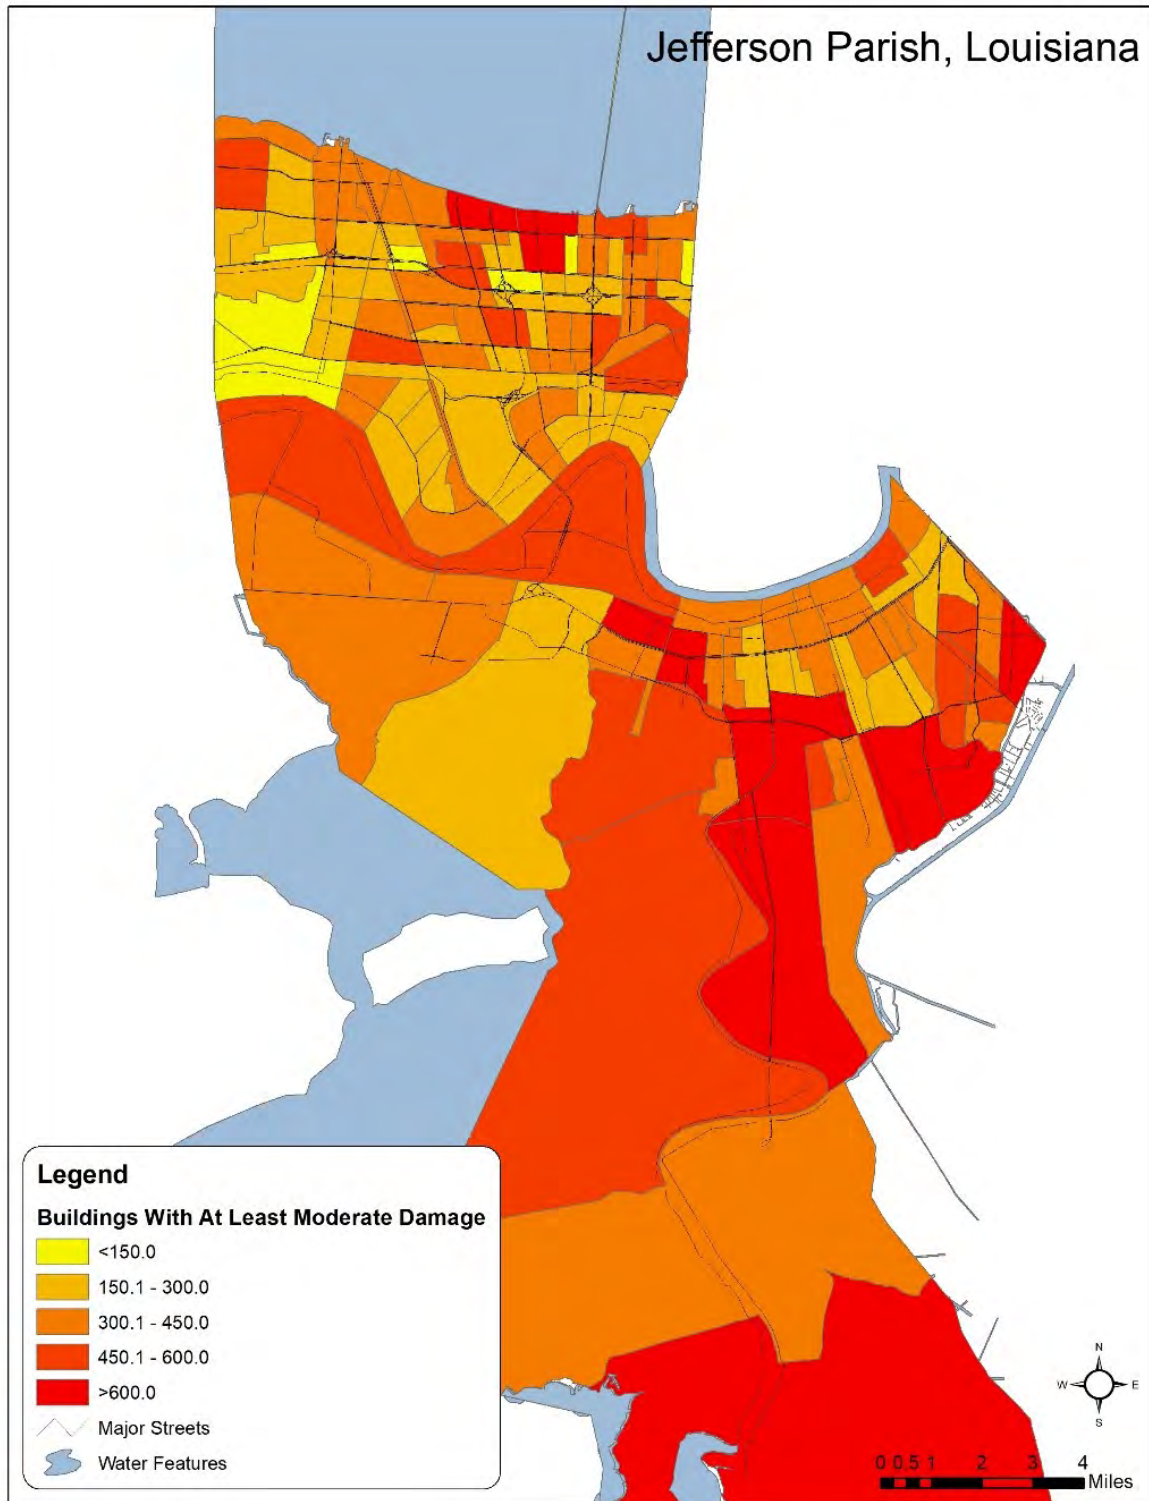 Jefferson Parish, Louisiana
Legend
Buildings With At Least Moderate Damage
<150.0
150.1 - 300.0
300.1 - 450.0
450.1 - 600.0
>600.0
Major Streets
Water Features
N
W E
S
0 0.5 1 2 3 4
Miles